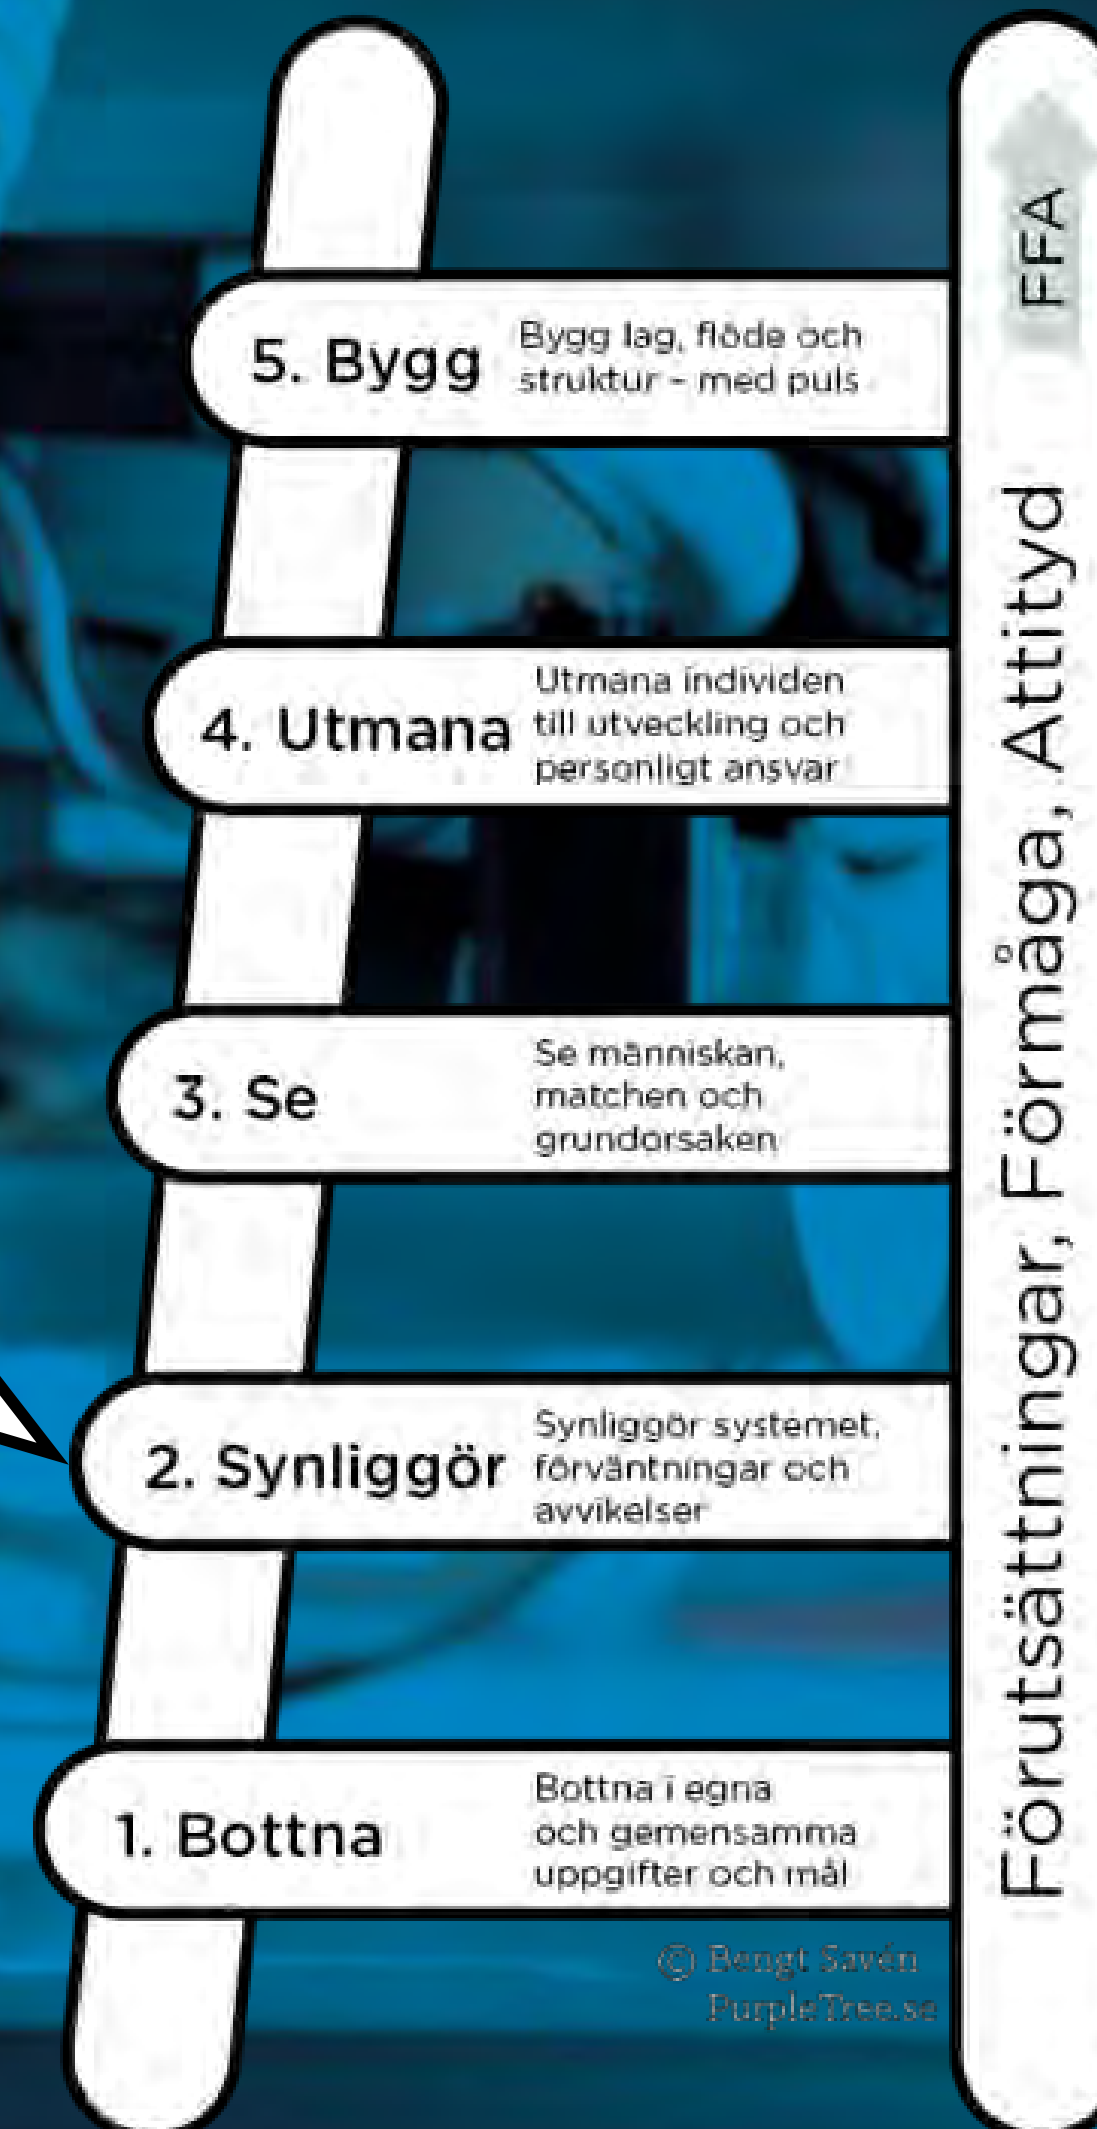 5. Bygg
Bygg lag, flöde och
struktur – med puls
4. Utmana
Utmana individen
till utveckling och
personligt ansvar
3. Se
Se människan,
matchen och
grundorsaken
2. Synliggör
Synliggör systemet,
förväntningar och
avvikelser
1. Bottna
Bottna i egna
och gemensamma
uppgifter och mål
Förutsättningar, Förmåga, Attityd
FFA
© Bengt Savén
PurpleTree.se